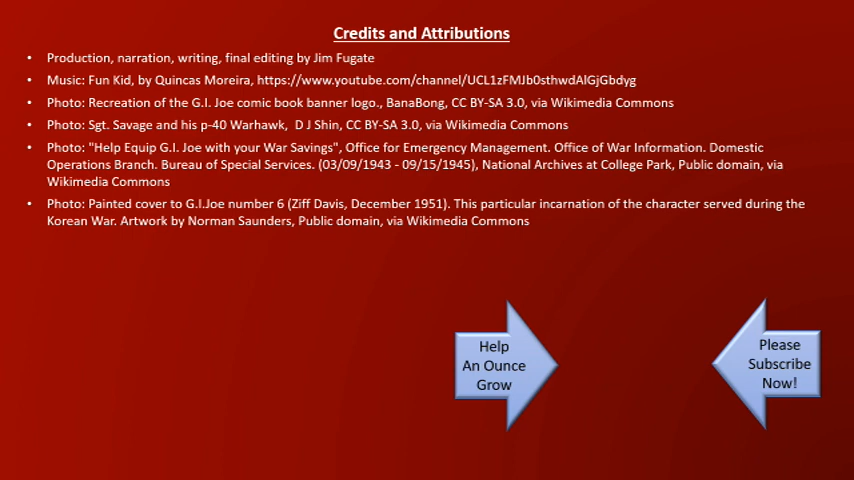 Credits and Attributions
• Production, narration, writing, final editing by Jim Fugate
• Music: Fun Kid, by Quincas Moreira, https://www.youtube.com/channel/UCL1zFMJb0sthwdAlGjGbdyg
• Photo: Recreation of the G.I. Joe comic book banner logo., BanaBong, CC BY-SA 3.0, via Wikimedia Commons
• Photo: Sgt. Savage and his p-40 Warhawk,  D J Shin, CC BY-SA 3.0, via Wikimedia Commons
• Photo: "Help Equip G.I. Joe with your War Savings", Office for Emergency Management. Office of War Information. Domestic
Operations Branch. Bureau of Special Services. (03/09/1943 - 09/15/1945), National Archives at College Park, Public domain, via
Wikimedia Commons
• Photo: Painted cover to G.I.Joe number 6 (Ziff Davis, December 1951). This particular incarnation of the character served during the
Korean War. Artwork by Norman Saunders, Public domain, via Wikimedia Commons
Help
An Ounce
Grow
Please
Subscribe
Now!